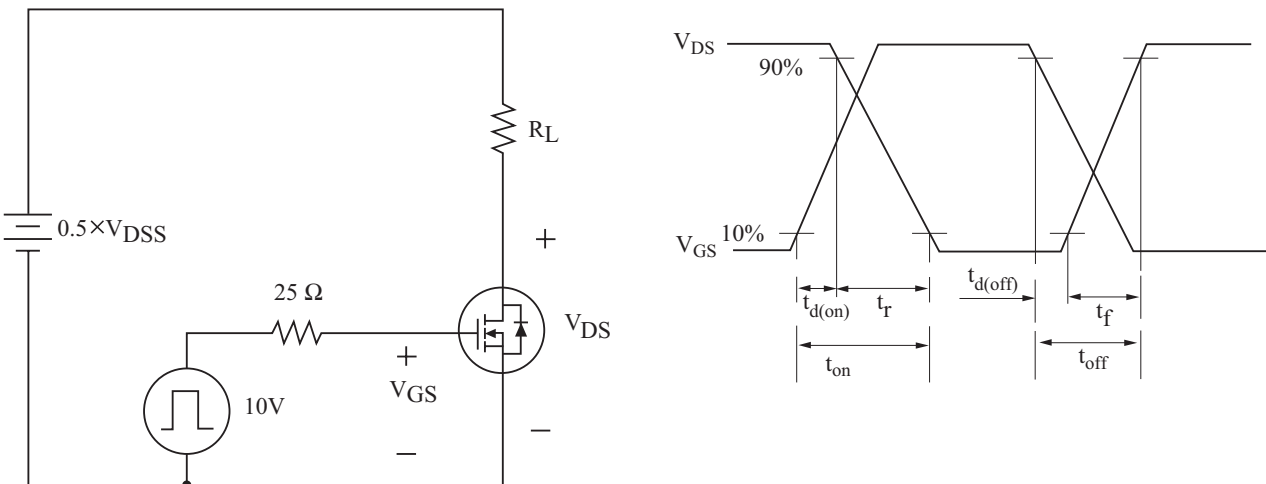 R_L
0.5×V_DSS
+
25 Ω
V_DS
+
V_GS
10V
−
−
V_DS
90%
V_GS 10%
t_d(on)
t_r
t_d(off)
t_f
t_on
t_off